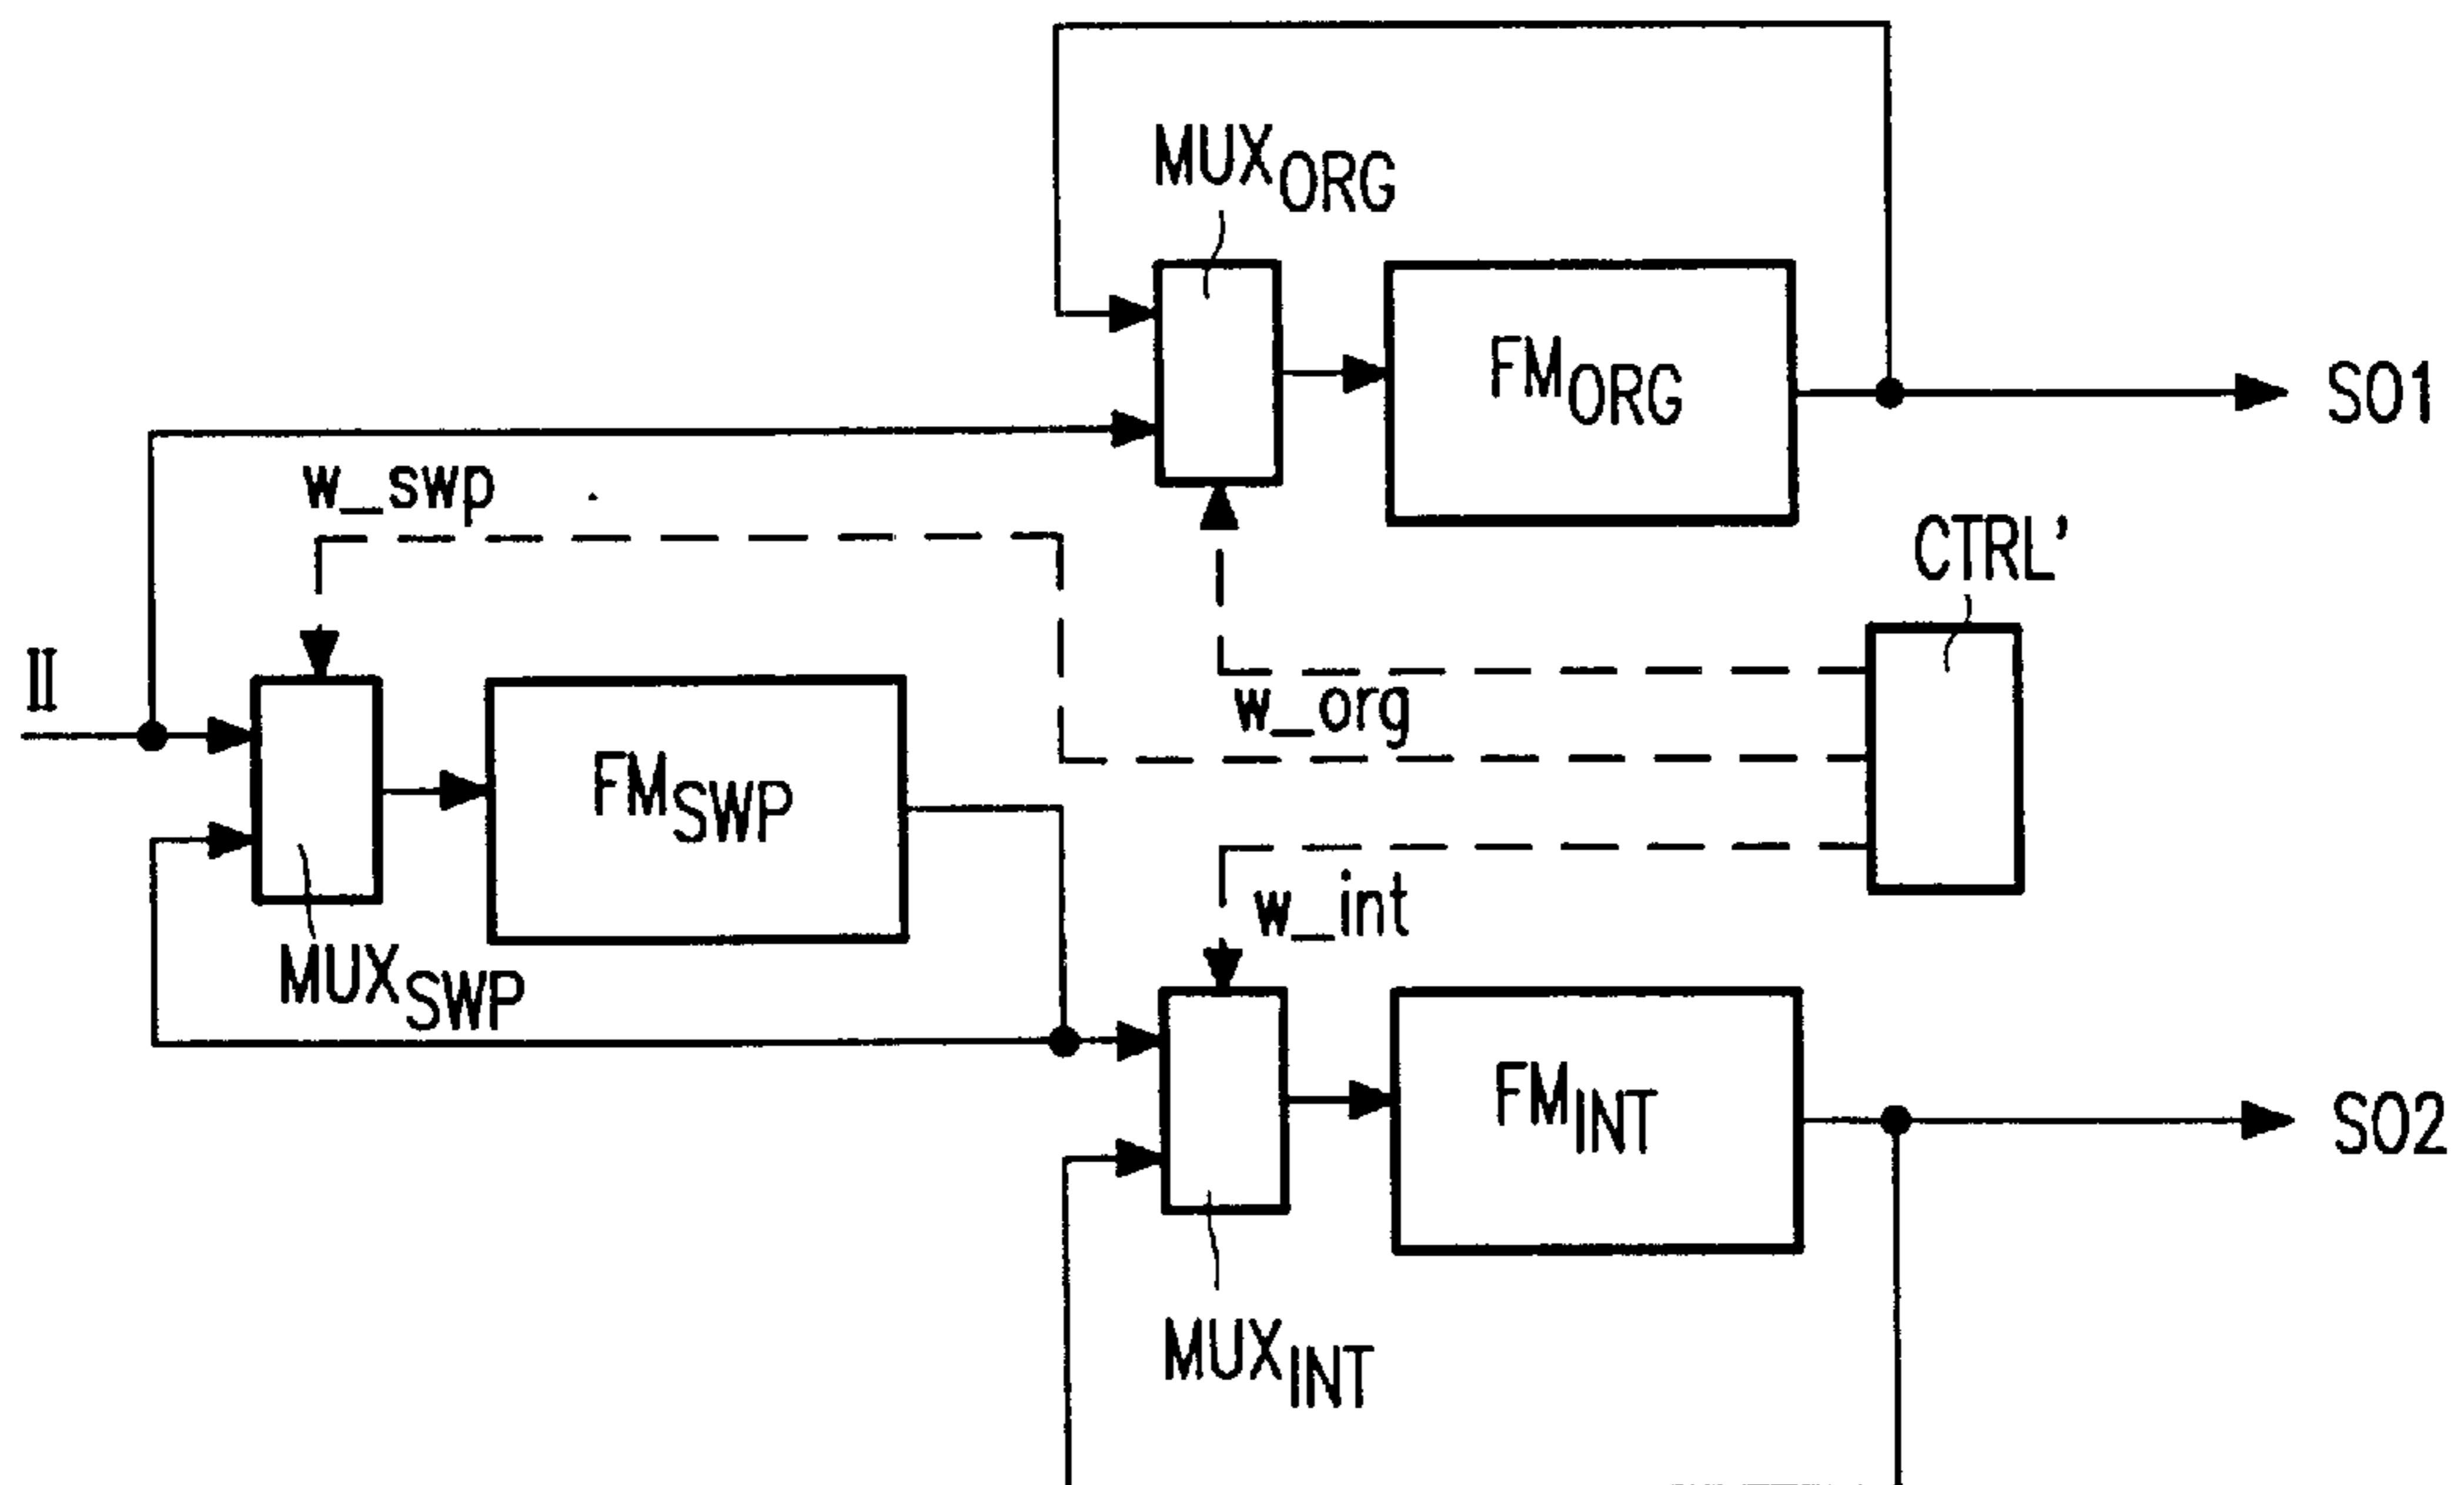 MUXORG
FMORG
SO1
w_swp
CTRL'
II
w_org
FMSWP
w_int
MUXSWP
FMINT
SO2
MUXINT